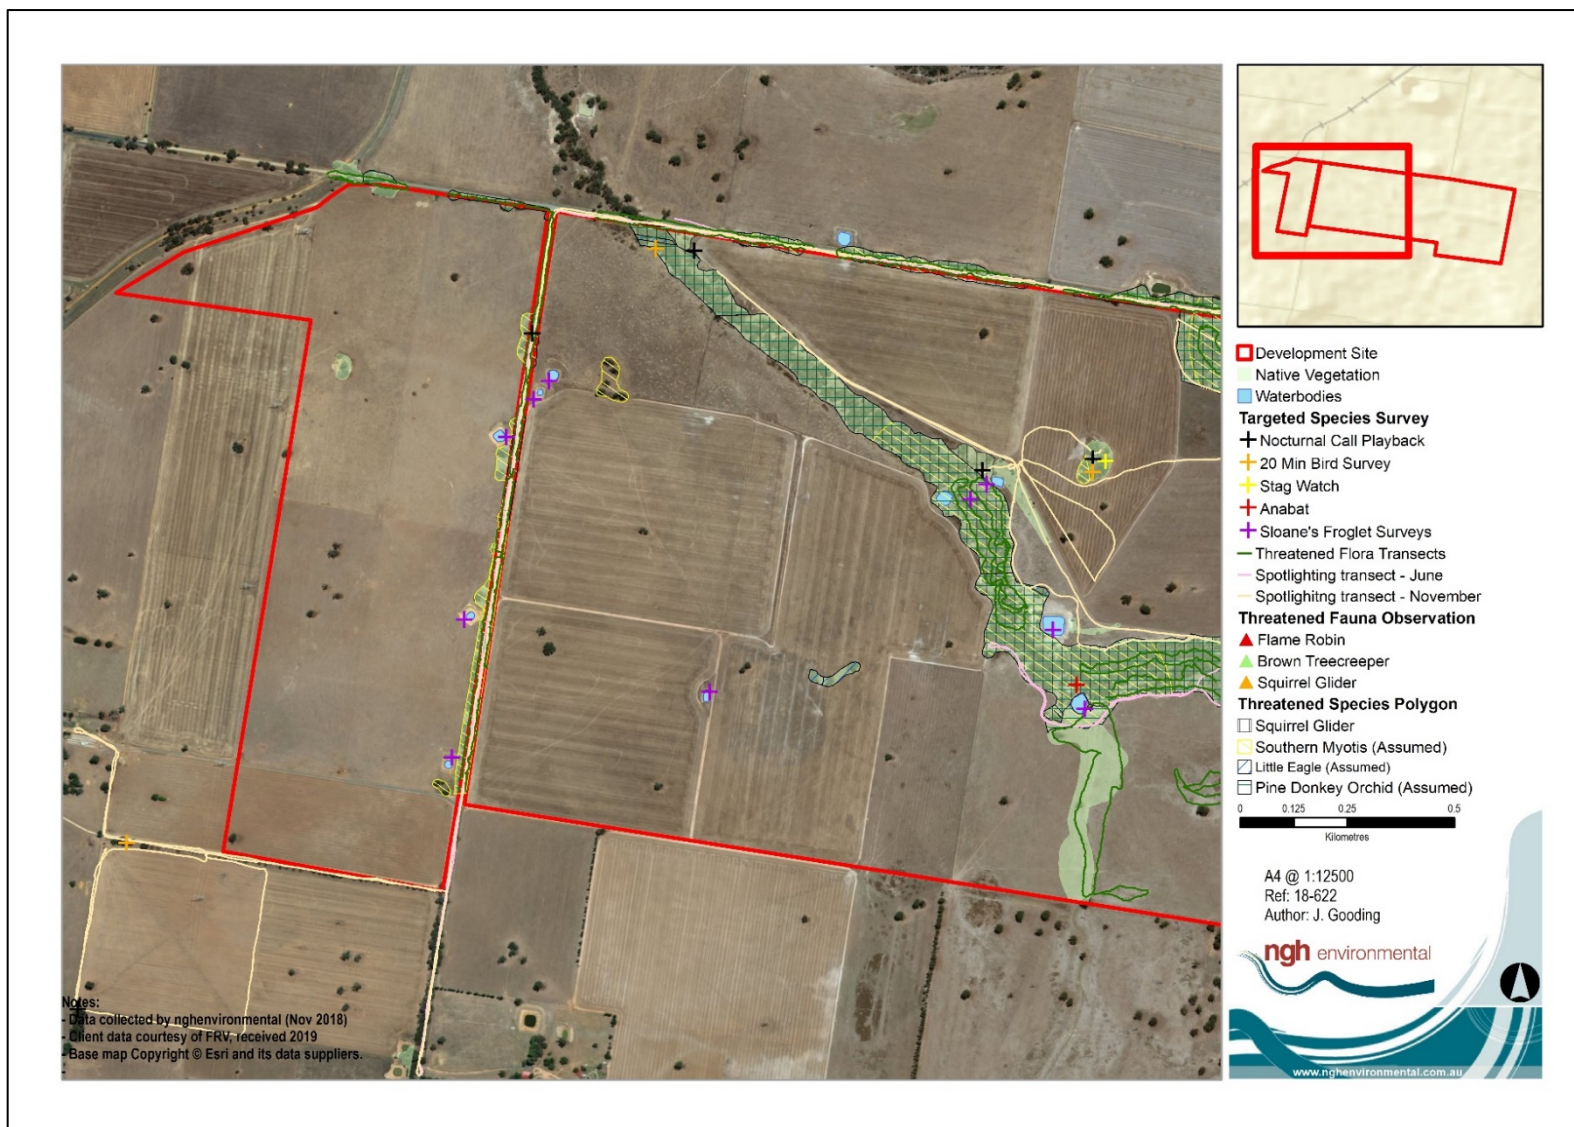 Development Site
Native Vegetation
Waterbodies
Targeted Species Survey
Nocturnal Call Playback
20 Min Bird Survey
Stag Watch
Anabat
Sloane's Froglet Surveys
Threatened Flora Transects
Spotlighting transect - June
Spotlighitng transect - November
Threatened Fauna Observation
Flame Robin
Brown Treecreeper
Squirrel Glider
Threatened Species Polygon
Squirrel Glider
Southern Myotis (Assumed)
Little Eagle (Assumed)
Pine Donkey Orchid (Assumed)
0 0.125 0.25 0.5
Kilometres
A4 @ 1:12500
Ref: 18-622
Author: J. Gooding
ngh environmental
www.nghenvironmental.com.au
Notes:
- Data collected by nghenvironmental (Nov 2018)
- Client data courtesy of FRV, received 2019
- Base map Copyright © Esri and its data suppliers.
-